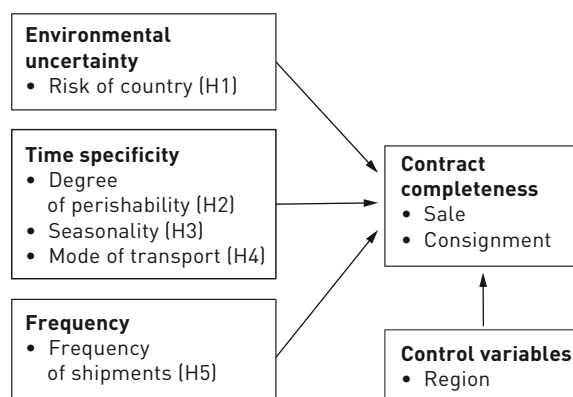 Environmental
uncertainty
• Risk of country (H1)
Time specificity
• Degree
of perishability (H2)
• Seasonality (H3)
• Mode of transport (H4)
Frequency
• Frequency
of shipments (H5)
Contract
completeness
• Sale
• Consignment
Control variables
• Region